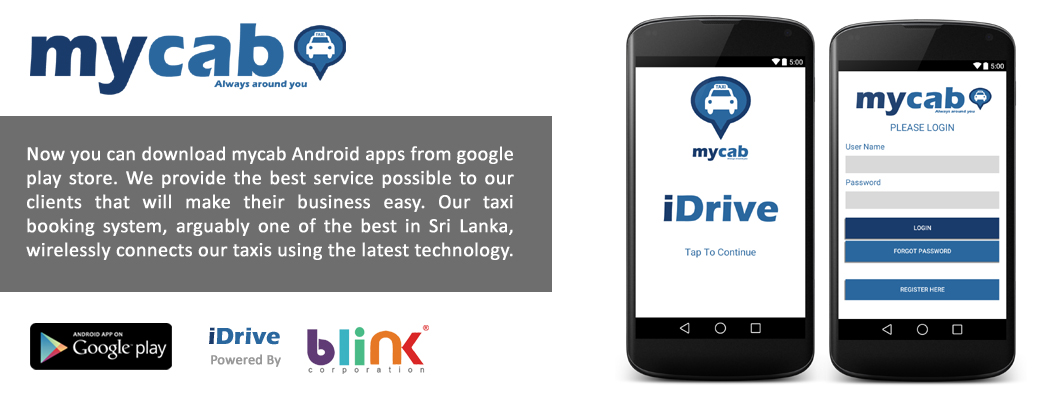 mycab
TAXI
Always around you
Now you can download mycab Android apps from google
play store. We provide the best service possible to our
clients that will make their business easy. Our taxi
booking system, arguably one of the best in Sri Lanka,
wirelessly connects our taxis using the latest technology.
ANDROID APP ON
Google play
iDrive
Powered By
blink®
corporation
5:00
TAXI
mycab
iDrive
Tap To Continue
5:00
mycab
Always around you
PLEASE LOGIN
User Name
Password
LOGIN
FORGOT PASSWORD
REGISTER HERE